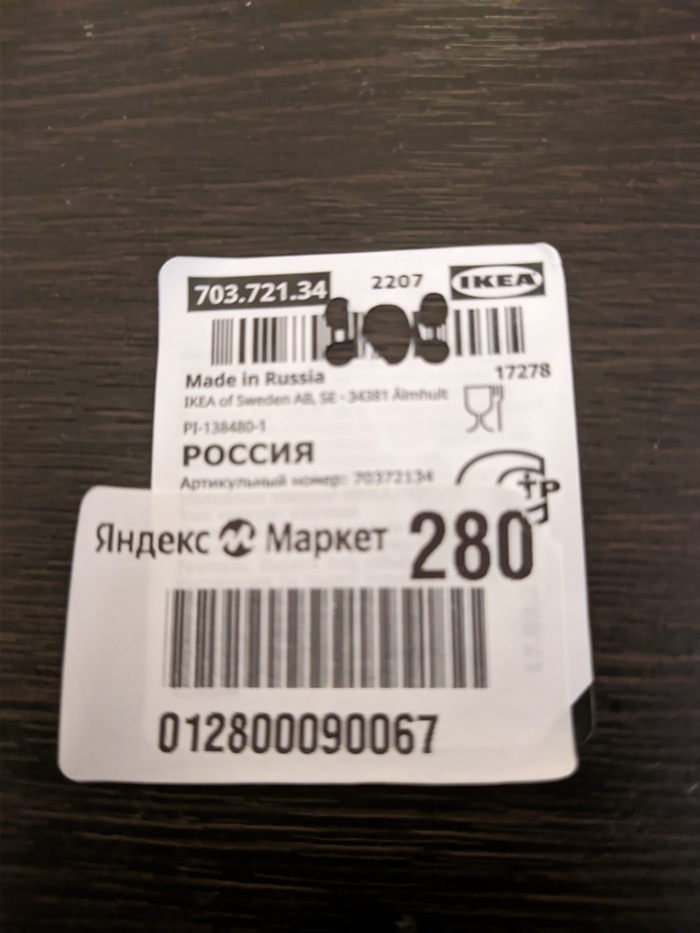 703.721.34 2207 IKEA
Made in Russia 17278
IKEA of Sweden AB, SE - 34381 Älmhult
PI-138480-1
РОССИЯ
Артикульный номер: 70372134
Яндекс Маркет 280
012800090067